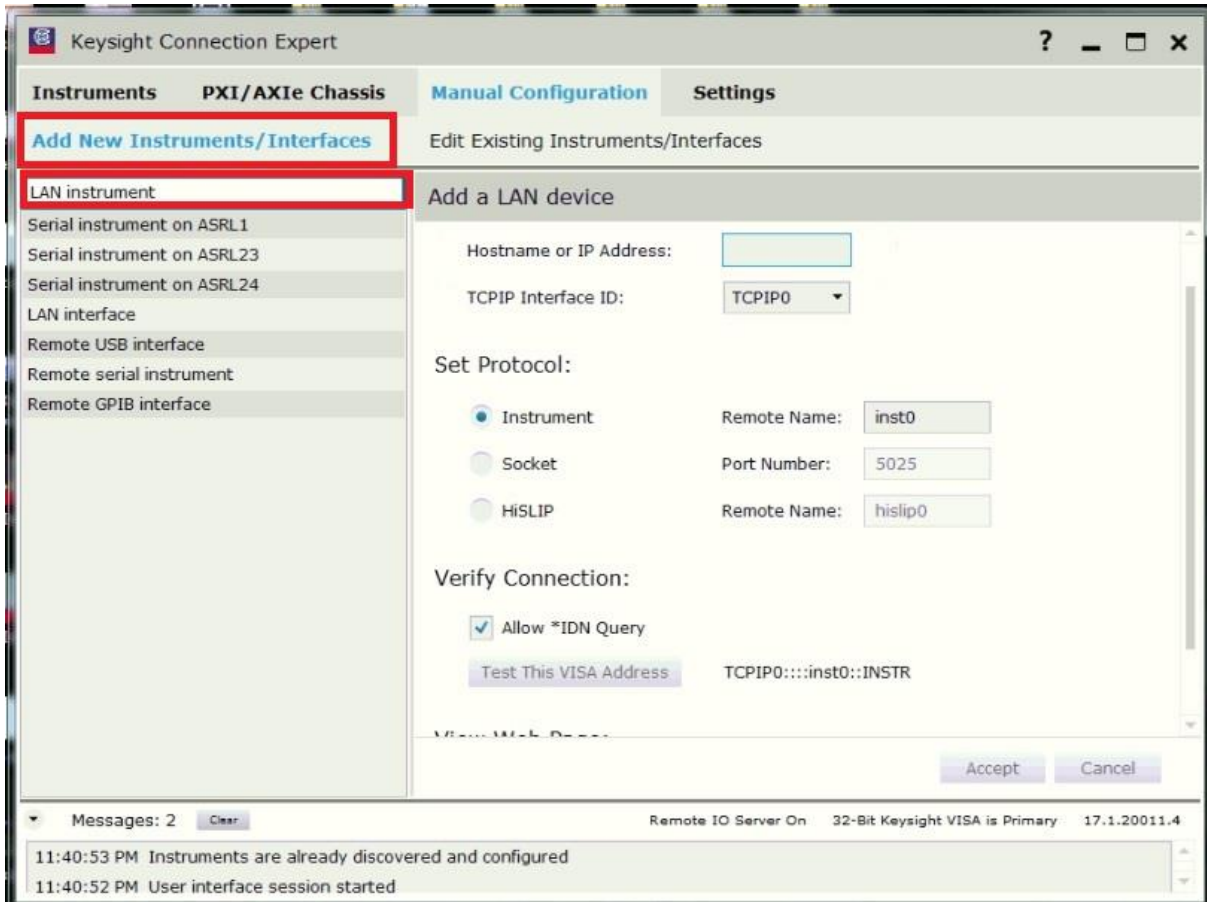 Keysight Connection Expert
?
Instruments PXI/AXIe Chassis Manual Configuration Settings
Add New Instruments/Interfaces Edit Existing Instruments/Interfaces
LAN instrument
Serial instrument on ASRL1
Serial instrument on ASRL23
Serial instrument on ASRL24
LAN interface
Remote USB interface
Remote serial instrument
Remote GPIB interface
Add a LAN device
Hostname or IP Address:
TCPIP Interface ID: TCPIP0
Set Protocol:
Instrument Remote Name: inst0
Socket Port Number: 5025
HiSLIP Remote Name: hislip0
Verify Connection:
Allow *IDN Query
Test This VISA Address TCPIP0::::inst0::INSTR
View Web Page:
Accept Cancel
Messages: 2 Clear Remote IO Server On 32-Bit Keysight VISA is Primary 17.1.20011.4
11:40:53 PM Instruments are already discovered and configured
11:40:52 PM User interface session started